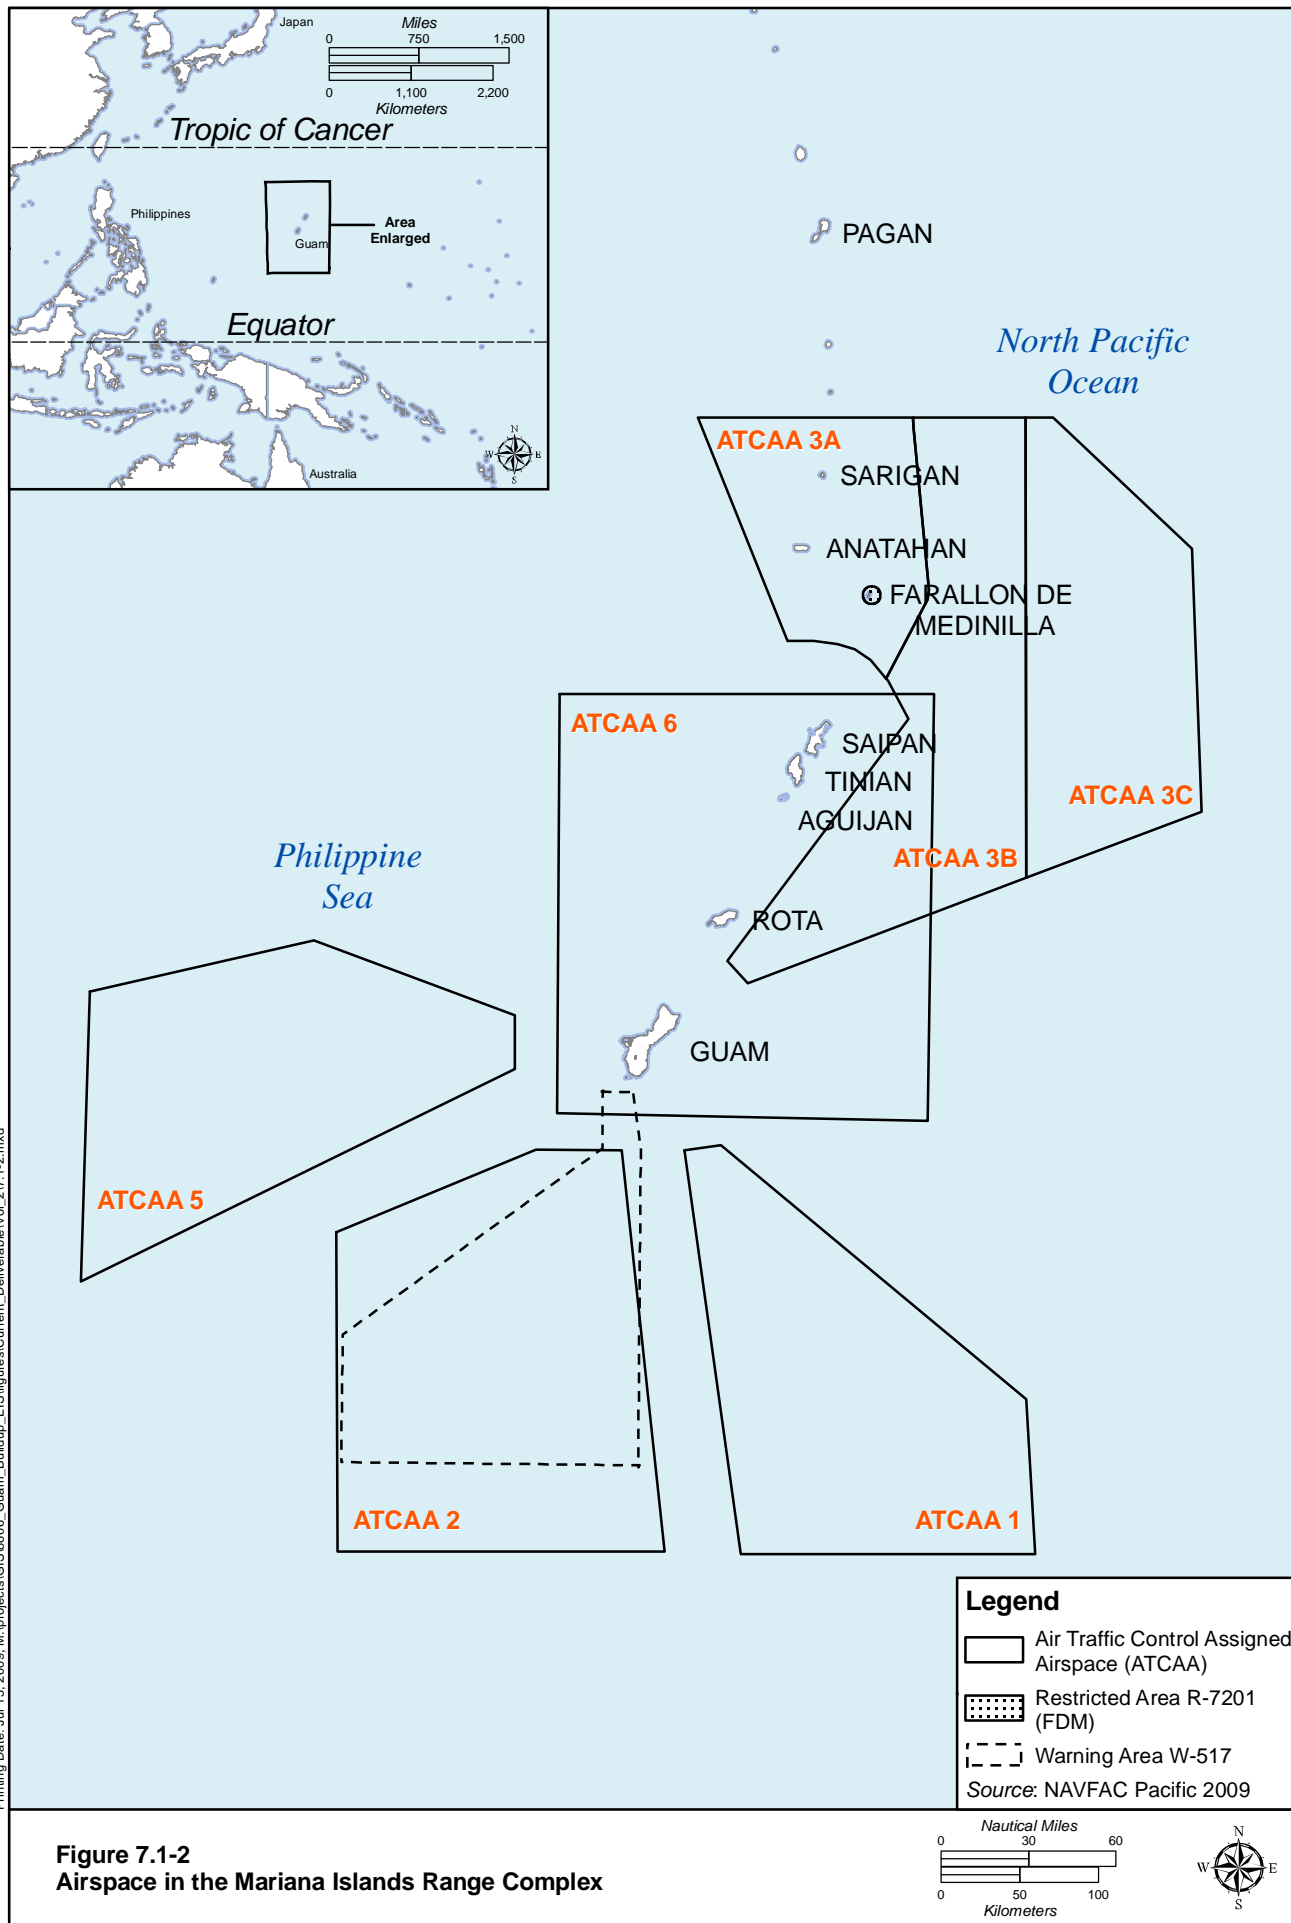 Japan
Miles
0 750 1,500
0 1,100 2,200
Kilometers
Tropic of Cancer
Philippines
Area
Enlarged
Guam
Equator
Australia
N
W E
S
PAGAN
North Pacific
Ocean
ATCAA 3A
SARIGAN
ANATAHAN
FARALLON DE
MEDINILLA
ATCAA 6
SAIPAN
TINIAN
ATCAA 3C
AGUIJAN
Philippine
Sea
ATCAA 3B
ROTA
GUAM
ATCAA 5
ATCAA 2
ATCAA 1
Legend
Air Traffic Control Assigned
Airspace (ATCAA)
Restricted Area R-7201
(FDM)
Warning Area W-517
Source: NAVFAC Pacific 2009
Figure 7.1-2
Airspace in the Mariana Islands Range Complex
Nautical Miles
0 30 60
0 50 100
Kilometers
N
W E
S